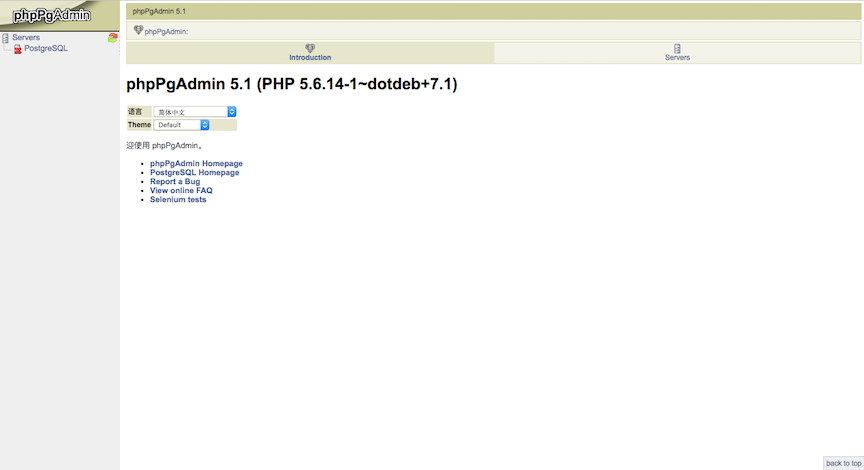 phpPgAdmin
Servers
PostgreSQL
phpPgAdmin 5.1
phpPgAdmin:
Introduction
Servers
phpPgAdmin 5.1 (PHP 5.6.14-1~dotdeb+7.1)
语言 简体中文
Theme Default
迎使用 phpPgAdmin。
phpPgAdmin Homepage
PostgreSQL Homepage
Report a Bug
View online FAQ
Selenium tests
back to top